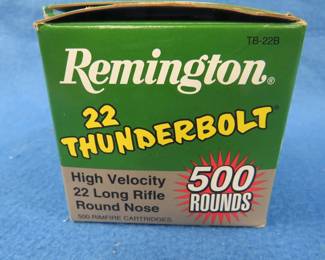 TB-22B
Remington®
22
THUNDERBOLT®
High Velocity
22 Long Rifle
Round Nose
500 RIMFIRE CARTRIDGES
500
ROUNDS